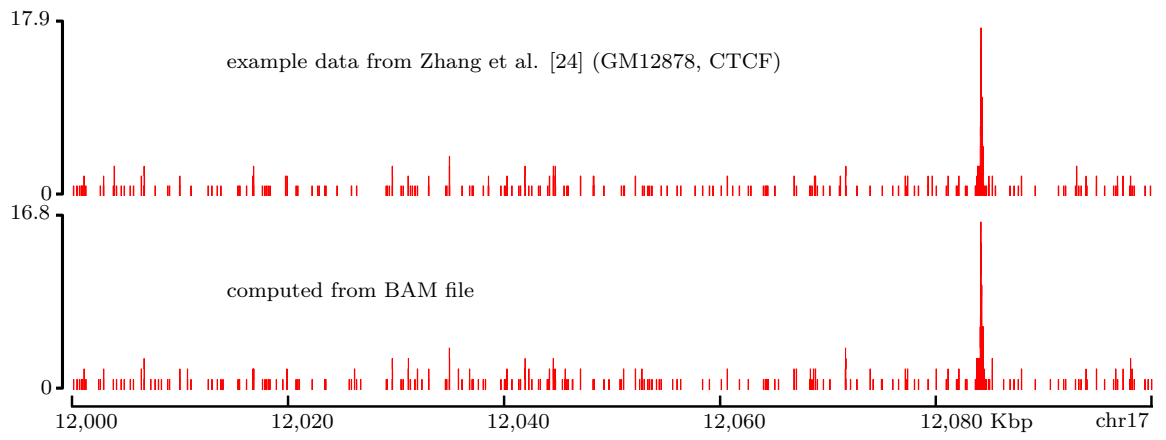 17.9
example data from Zhang et al. [24] (GM12878, CTCF)
0
16.8
computed from BAM file
0
12,000 12,020 12,040 12,060 12,080 Kbp chr17